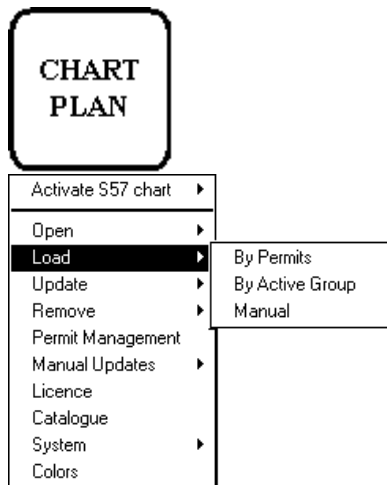 CHART
PLAN
Activate S57 chart
Open
Load
By Permits
Update
By Active Group
Remove
Manual
Permit Management
Manual Updates
Licence
Catalogue
System
Colors